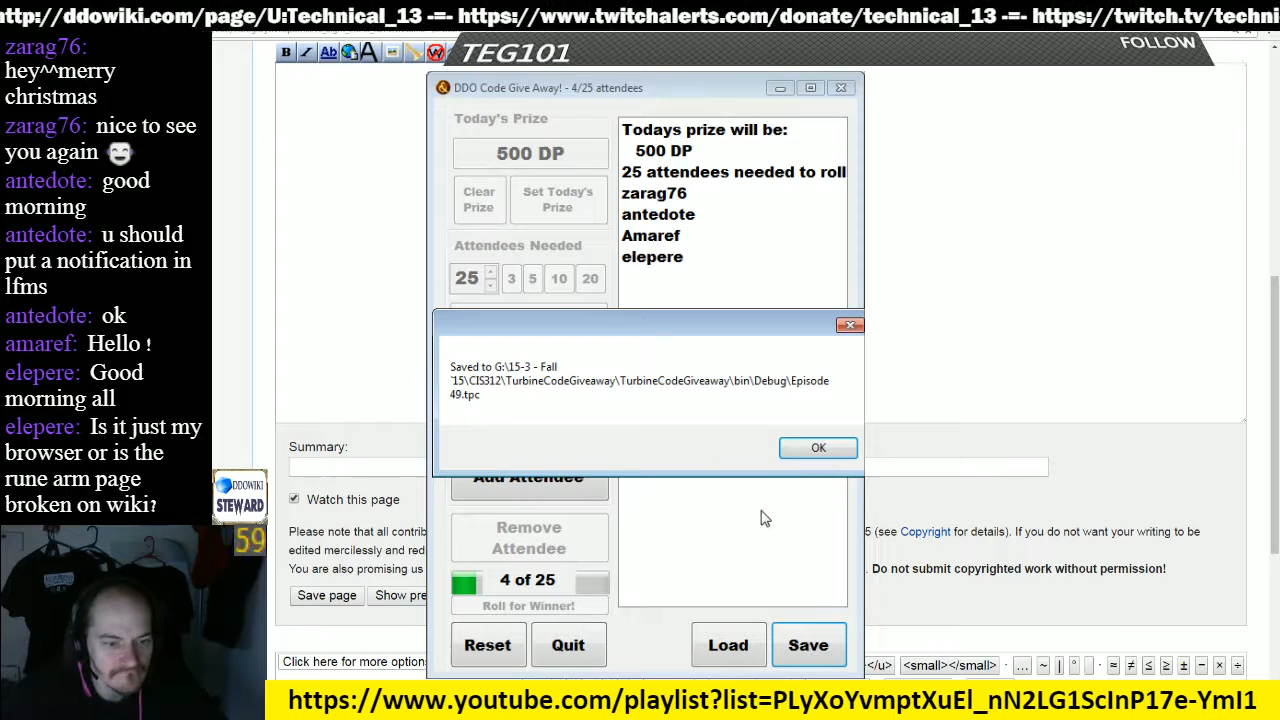 http://ddowiki.com/page/U:Technical_13 -=- https://www.twitchalerts.com/donate/technical_13 -=- https://twitch.tv/techni
zarag76:
hey^^merry
christmas
zarag76: nice to see
you again
antedote: good
morning
antedote: u should
put a notification in
lfms
antedote: ok
amaref: Hello !
elepere: Good
morning all
elepere: Is it just my
browser or is the
rune arm page
broken on wiki?
DDOWIKI
STEWARD
59
B I Ab A W
TEG101
FOLLOW
DDO Code Give Away! - 4/25 attendees
Today's Prize
500 DP
Clear
Prize
Set Today's
Prize
Attendees Needed
25 3 5 10 20
Todays prize will be:
500 DP
25 attendees needed to roll
zarag76
antedote
Amaref
elepere
Saved to G:\15-3 - Fall
`15\CIS312\TurbineCodeGiveaway\TurbineCodeGiveaway\bin\Debug\Episode
49.tpc
OK
Add Attendee
Remove
Attendee
4 of 25
Roll for Winner!
Reset Quit Load Save
Summary:
Watch this page
Please note that all contrib
5 (see Copyright for details). If you do not want your writing to
edited mercilessly and red
You are also promising us
. Do not submit copyrighted work without permission!
Save page Show pre
Click here for more option
</u> <small></small> · … ~ | ° · ≈ ≠ ≤ ≥ ± − × ÷
https://www.youtube.com/playlist?list=PLyXoYvmptXuEl_nN2LG1ScInP17e-YmI1